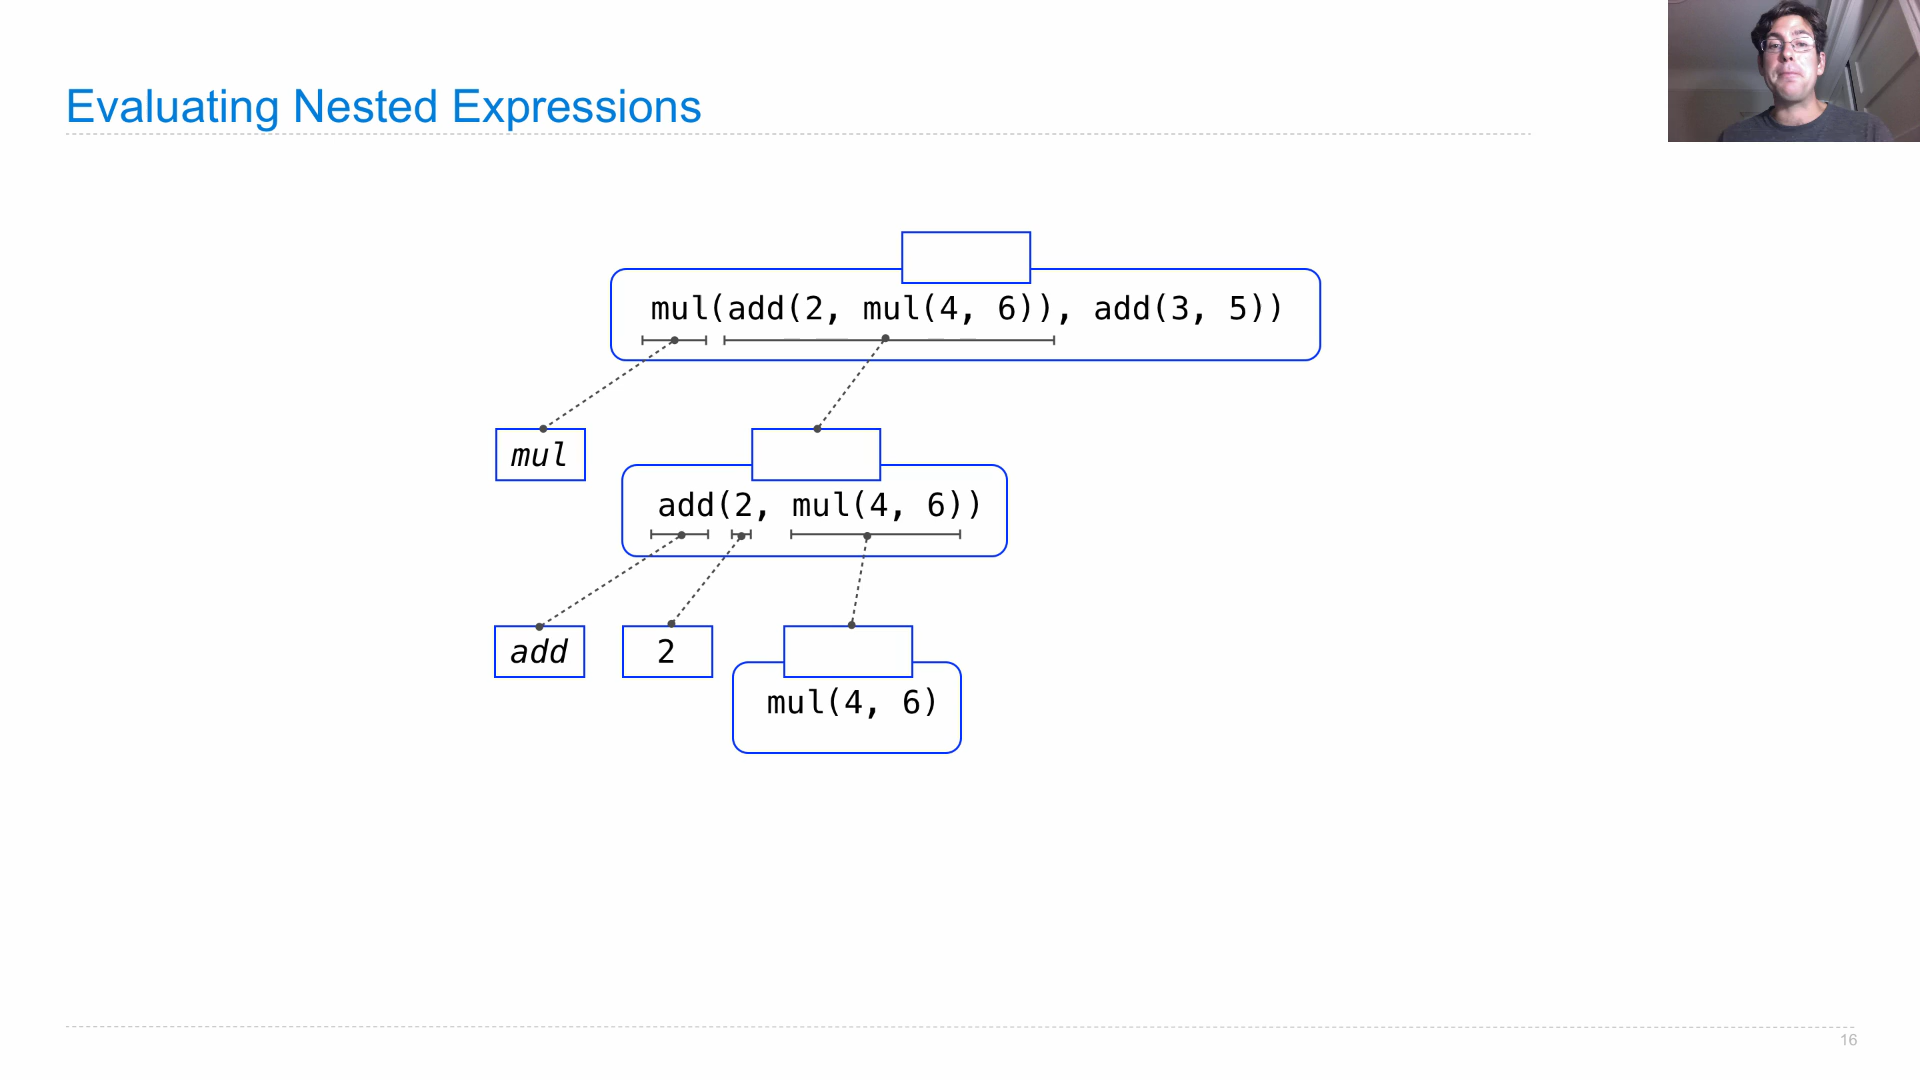 Evaluating Nested Expressions
mul(add(2, mul(4, 6)), add(3, 5))
mul
add(2, mul(4, 6))
add
2
mul(4, 6)
16